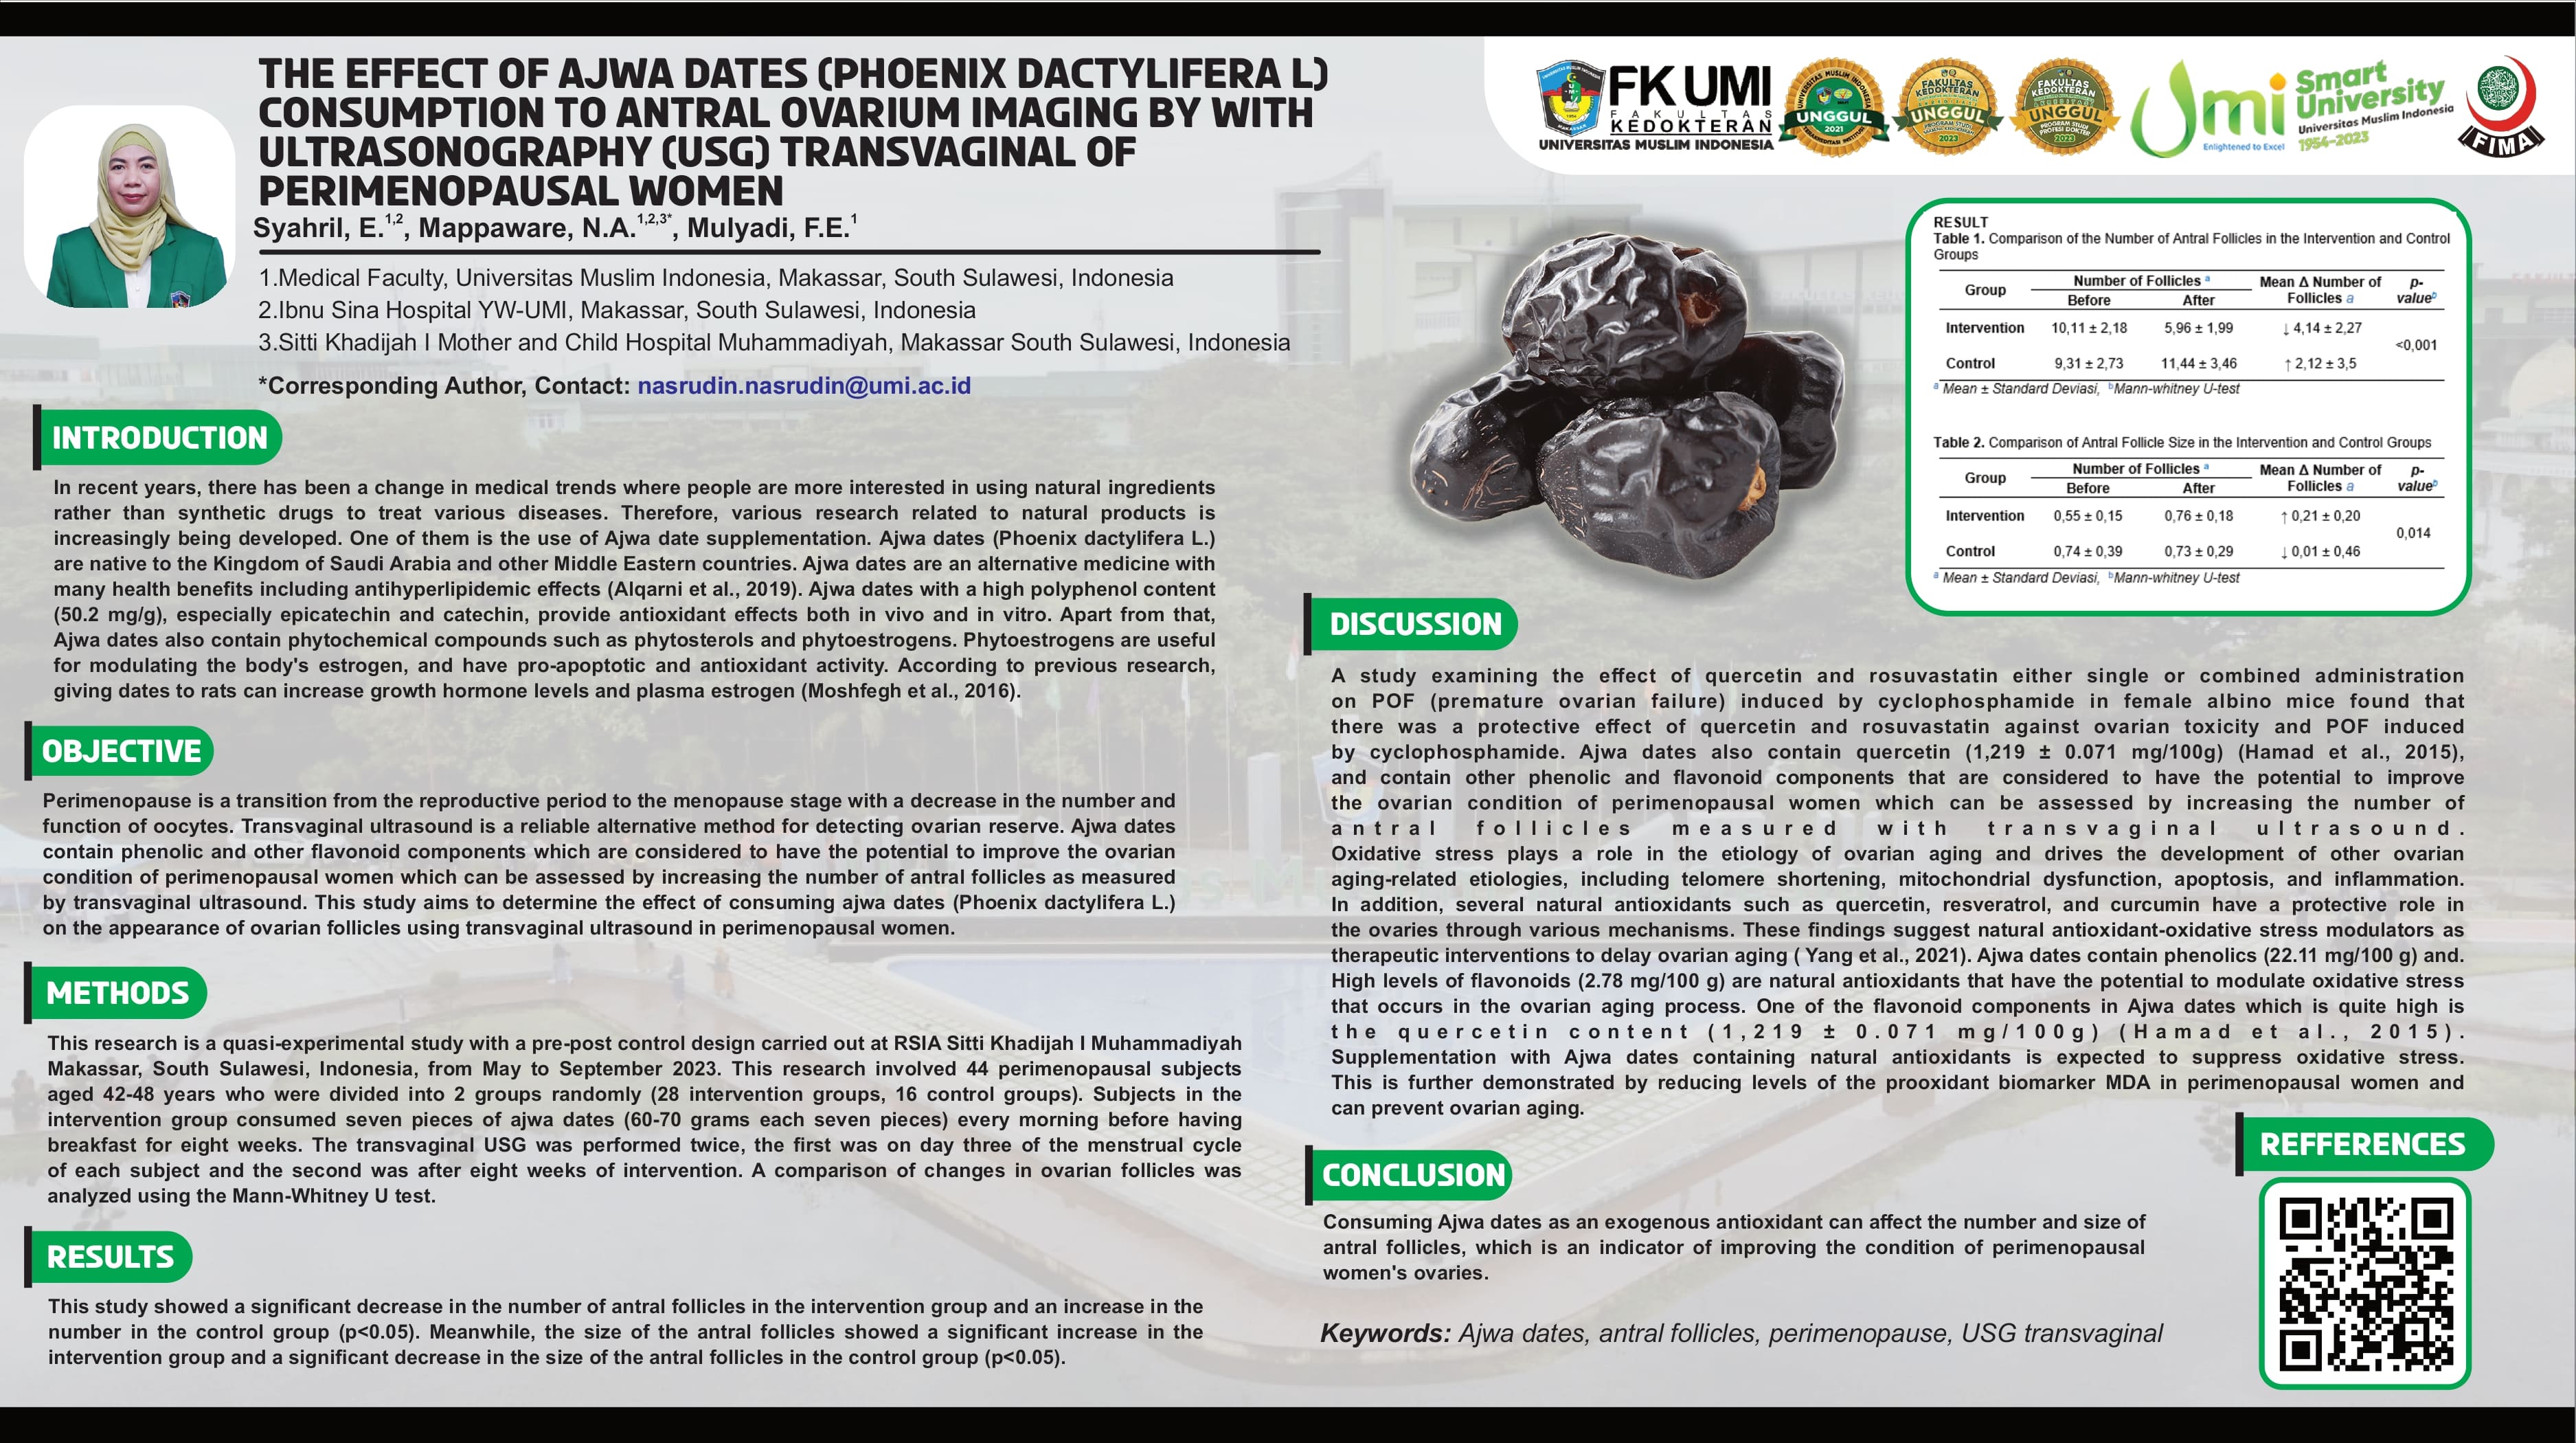 THE EFFECT OF AJWA DATES (PHOENIX DACTYLIFERA L)
CONSUMPTION TO ANTRAL OVARIUM IMAGING BY WITH
ULTRASONOGRAPHY (USG) TRANSVAGINAL OF
PERIMENOPAUSAL WOMEN
Syahril, E.1,2, Mappaware, N.A.1,2,3*, Mulyadi, F.E.1
1.Medical Faculty, Universitas Muslim Indonesia, Makassar, South Sulawesi, Indonesia
2.Ibnu Sina Hospital YW-UMI, Makassar, South Sulawesi, Indonesia
3.Sitti Khadijah I Mother and Child Hospital Muhammadiyah, Makassar South Sulawesi, Indonesia
*Corresponding Author, Contact: nasrudin.nasrudin@umi.ac.id
FK UMI
FAKULTAS
KEDOKTERAN
UNIVERSITAS MUSLIM INDONESIA
UNIVERSITAS MUSLIM INDONESIA
UNGGUL
2021
FAKULTAS
KEDOKTERAN
UNGGUL
2023
FAKULTAS
KEDOKTERAN
UNGGUL
PROGRAM STUDI
PROFESI DOKTER
2023
Umi
Enlightened to Excel
Smart
University
Universitas Muslim Indonesia
1954-2023
FIMA
INTRODUCTION
In recent years, there has been a change in medical trends where people are more interested in using natural ingredients
rather than synthetic drugs to treat various diseases. Therefore, various research related to natural products is
increasingly being developed. One of them is the use of Ajwa date supplementation. Ajwa dates (Phoenix dactylifera L.)
are native to the Kingdom of Saudi Arabia and other Middle Eastern countries. Ajwa dates are an alternative medicine with
many health benefits including antihyperlipidemic effects (Alqarni et al., 2019). Ajwa dates with a high polyphenol content
(50.2 mg/g), especially epicatechin and catechin, provide antioxidant effects both in vivo and in vitro. Apart from that,
Ajwa dates also contain phytochemical compounds such as phytosterols and phytoestrogens. Phytoestrogens are useful
for modulating the body's estrogen, and have pro-apoptotic and antioxidant activity. According to previous research,
giving dates to rats can increase growth hormone levels and plasma estrogen (Moshfegh et al., 2016).
OBJECTIVE
Perimenopause is a transition from the reproductive period to the menopause stage with a decrease in the number and
function of oocytes. Transvaginal ultrasound is a reliable alternative method for detecting ovarian reserve. Ajwa dates
contain phenolic and other flavonoid components which are considered to have the potential to improve the ovarian
condition of perimenopausal women which can be assessed by increasing the number of antral follicles as measured
by transvaginal ultrasound. This study aims to determine the effect of consuming ajwa dates (Phoenix dactylifera L.)
on the appearance of ovarian follicles using transvaginal ultrasound in perimenopausal women.
METHODS
This research is a quasi-experimental study with a pre-post control design carried out at RSIA Sitti Khadijah I Muhammadiyah
Makassar, South Sulawesi, Indonesia, from May to September 2023. This research involved 44 perimenopausal subjects
aged 42-48 years who were divided into 2 groups randomly (28 intervention groups, 16 control groups). Subjects in the
intervention group consumed seven pieces of ajwa dates (60-70 grams each seven pieces) every morning before having
breakfast for eight weeks. The transvaginal USG was performed twice, the first was on day three of the menstrual cycle
of each subject and the second was after eight weeks of intervention. A comparison of changes in ovarian follicles was
analyzed using the Mann-Whitney U test.
RESULTS
This study showed a significant decrease in the number of antral follicles in the intervention group and an increase in the
number in the control group (p<0.05). Meanwhile, the size of the antral follicles showed a significant increase in the
intervention group and a significant decrease in the size of the antral follicles in the control group (p<0.05).
RESULT
Table 1. Comparison of the Number of Antral Follicles in the Intervention and Control
Groups
Group Number of Follicles a Mean Δ Number of Follicles a p-valueb
Before After
Intervention 10,11 ± 2,18 5,96 ± 1,99 ↓ 4,14 ± 2,27
<0,001
Control 9,31 ± 2,73 11,44 ± 3,46 ↑ 2,12 ± 3,5
a Mean ± Standard Deviasi, bMann-whitney U-test
Table 2. Comparison of Antral Follicle Size in the Intervention and Control Groups
Group Number of Follicles a Mean Δ Number of Follicles a p-valueb
Before After
Intervention 0,55 ± 0,15 0,76 ± 0,18 ↑ 0,21 ± 0,20
0,014
Control 0,74 ± 0,39 0,73 ± 0,29 ↓ 0,01 ± 0,46
a Mean ± Standard Deviasi, bMann-whitney U-test
DISCUSSION
A study examining the effect of quercetin and rosuvastatin either single or combined administration
on POF (premature ovarian failure) induced by cyclophosphamide in female albino mice found that
there was a protective effect of quercetin and rosuvastatin against ovarian toxicity and POF induced
by cyclophosphamide. Ajwa dates also contain quercetin (1,219 ± 0.071 mg/100g) (Hamad et al., 2015),
and contain other phenolic and flavonoid components that are considered to have the potential to improve
the ovarian condition of perimenopausal women which can be assessed by increasing the number of
antral follicles measured with transvaginal ultrasound.
Oxidative stress plays a role in the etiology of ovarian aging and drives the development of other ovarian
aging-related etiologies, including telomere shortening, mitochondrial dysfunction, apoptosis, and inflammation.
In addition, several natural antioxidants such as quercetin, resveratrol, and curcumin have a protective role in
the ovaries through various mechanisms. These findings suggest natural antioxidant-oxidative stress modulators as
therapeutic interventions to delay ovarian aging ( Yang et al., 2021). Ajwa dates contain phenolics (22.11 mg/100 g) and.
High levels of flavonoids (2.78 mg/100 g) are natural antioxidants that have the potential to modulate oxidative stress
that occurs in the ovarian aging process. One of the flavonoid components in Ajwa dates which is quite high is
the quercetin content (1,219 ± 0.071 mg/100g) (Hamad et al., 2015).
Supplementation with Ajwa dates containing natural antioxidants is expected to suppress oxidative stress.
This is further demonstrated by reducing levels of the prooxidant biomarker MDA in perimenopausal women and
can prevent ovarian aging.
CONCLUSION
Consuming Ajwa dates as an exogenous antioxidant can affect the number and size of
antral follicles, which is an indicator of improving the condition of perimenopausal
women's ovaries.
Keywords: Ajwa dates, antral follicles, perimenopause, USG transvaginal
REFFERENCES